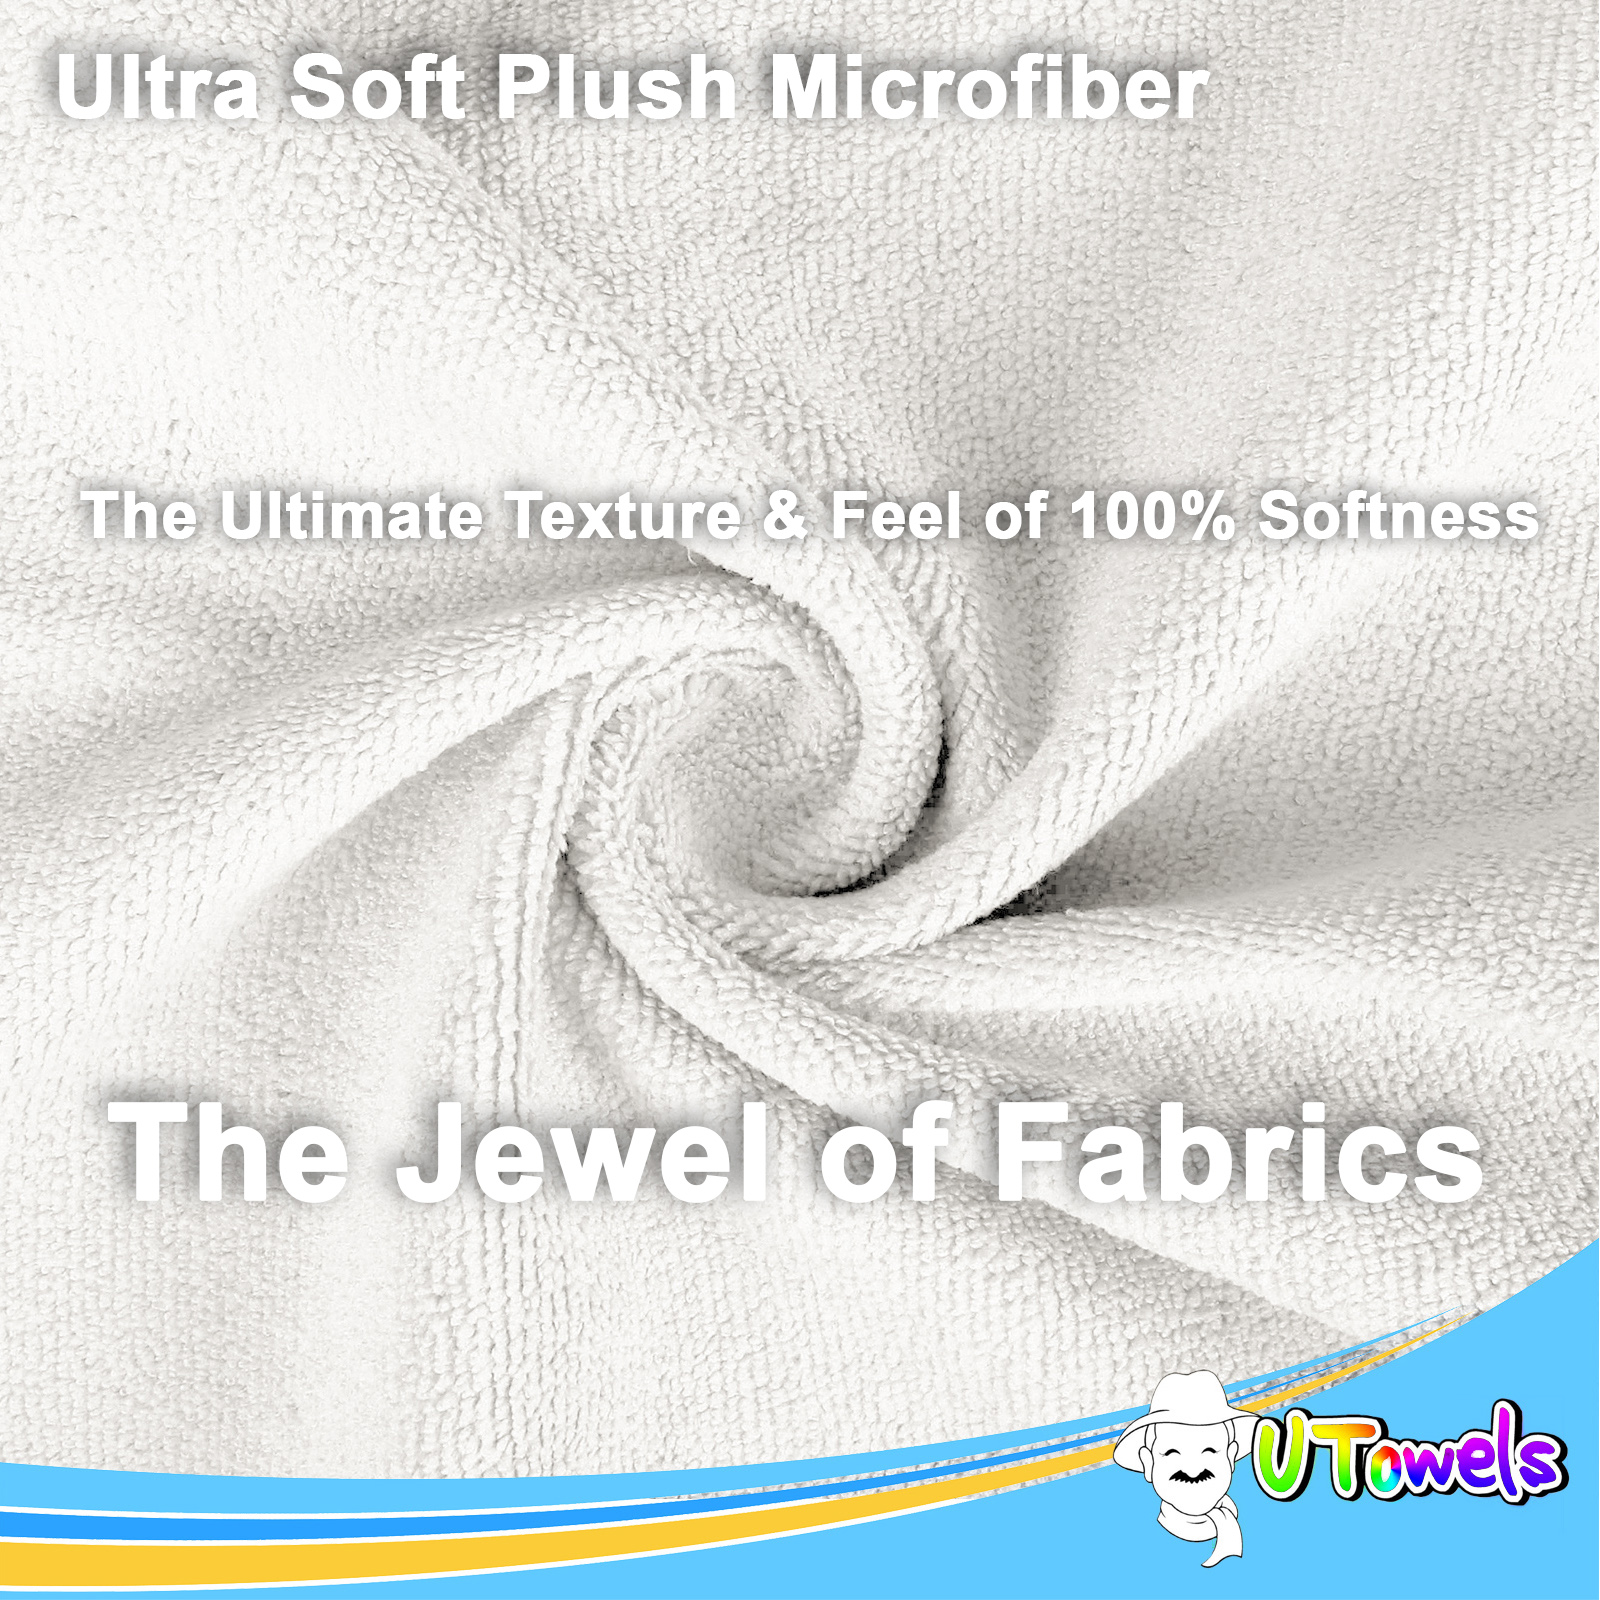 Ultra Soft Plush Microfiber
The Ultimate Texture & Feel of 100% Softness
The Jewel of Fabrics
UTowels